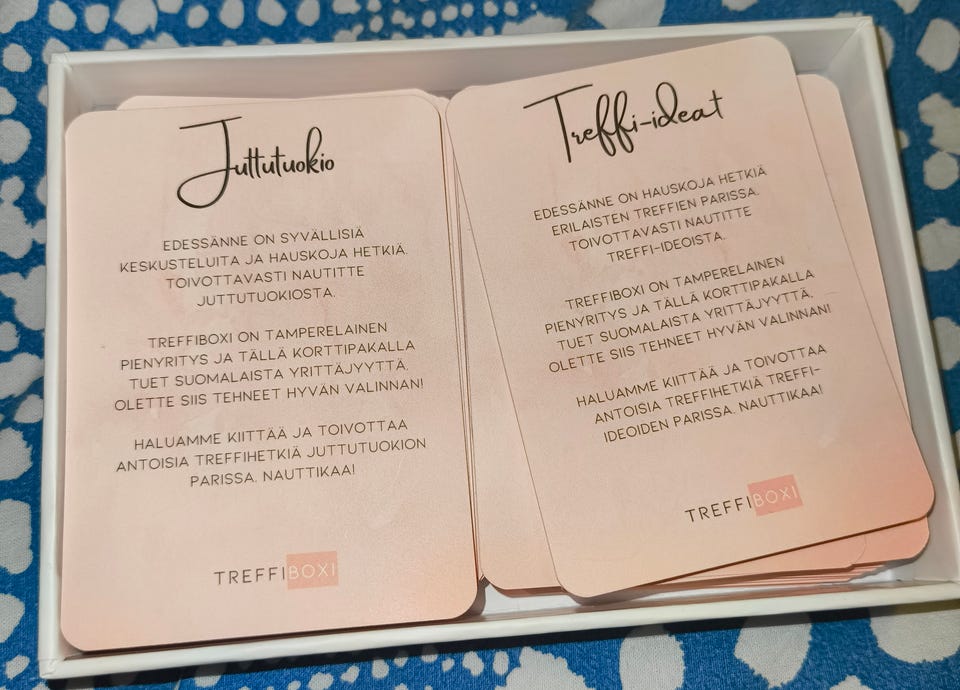 Juttutuokio
EDESSÄNNE ON SYVÄLLISIÄ
KESKUSTELUITA JA HAUSKOJA HETKIÄ.
TOIVOTTAVASTI NAUTITTE
JUTTUTUOKIOSTA.
TREFFIBOXI ON TAMPERELAINEN
PIENYRITYS JA TÄLLÄ KORTTIPAKALLA
TUET SUOMALAISTA YRITTÄJYYTTÄ.
OLETTE SIIS TEHNEET HYVÄN VALINNAN!
HALUAMME KIITTÄÄ JA TOIVOTTAA
ANTOISIA TREFFIHETKIÄ JUTTUTUOKION
PARISSA. NAUTTIKAA!
TREFFIBOXI
Treffi-ideat
EDESSÄNNE ON HAUSKOJA HETKIÄ
ERILAISTEN TREFFIEN PARISSA.
TOIVOTTAVASTI NAUTITTE
TREFFI-IDEOISTA.
TREFFIBOXI ON TAMPERELAINEN
PIENYRITYS JA TÄLLÄ KORTTIPAKALLA
TUET SUOMALAISTA YRITTÄJYYTTÄ.
OLETTE SIIS TEHNEET HYVÄN VALINNAN!
HALUAMME KIITTÄÄ JA TOIVOTTAA
ANTOISIA TREFFIHETKIÄ TREFFI-
IDEOIDEN PARISSA. NAUTTIKAA!
TREFFIBOXI